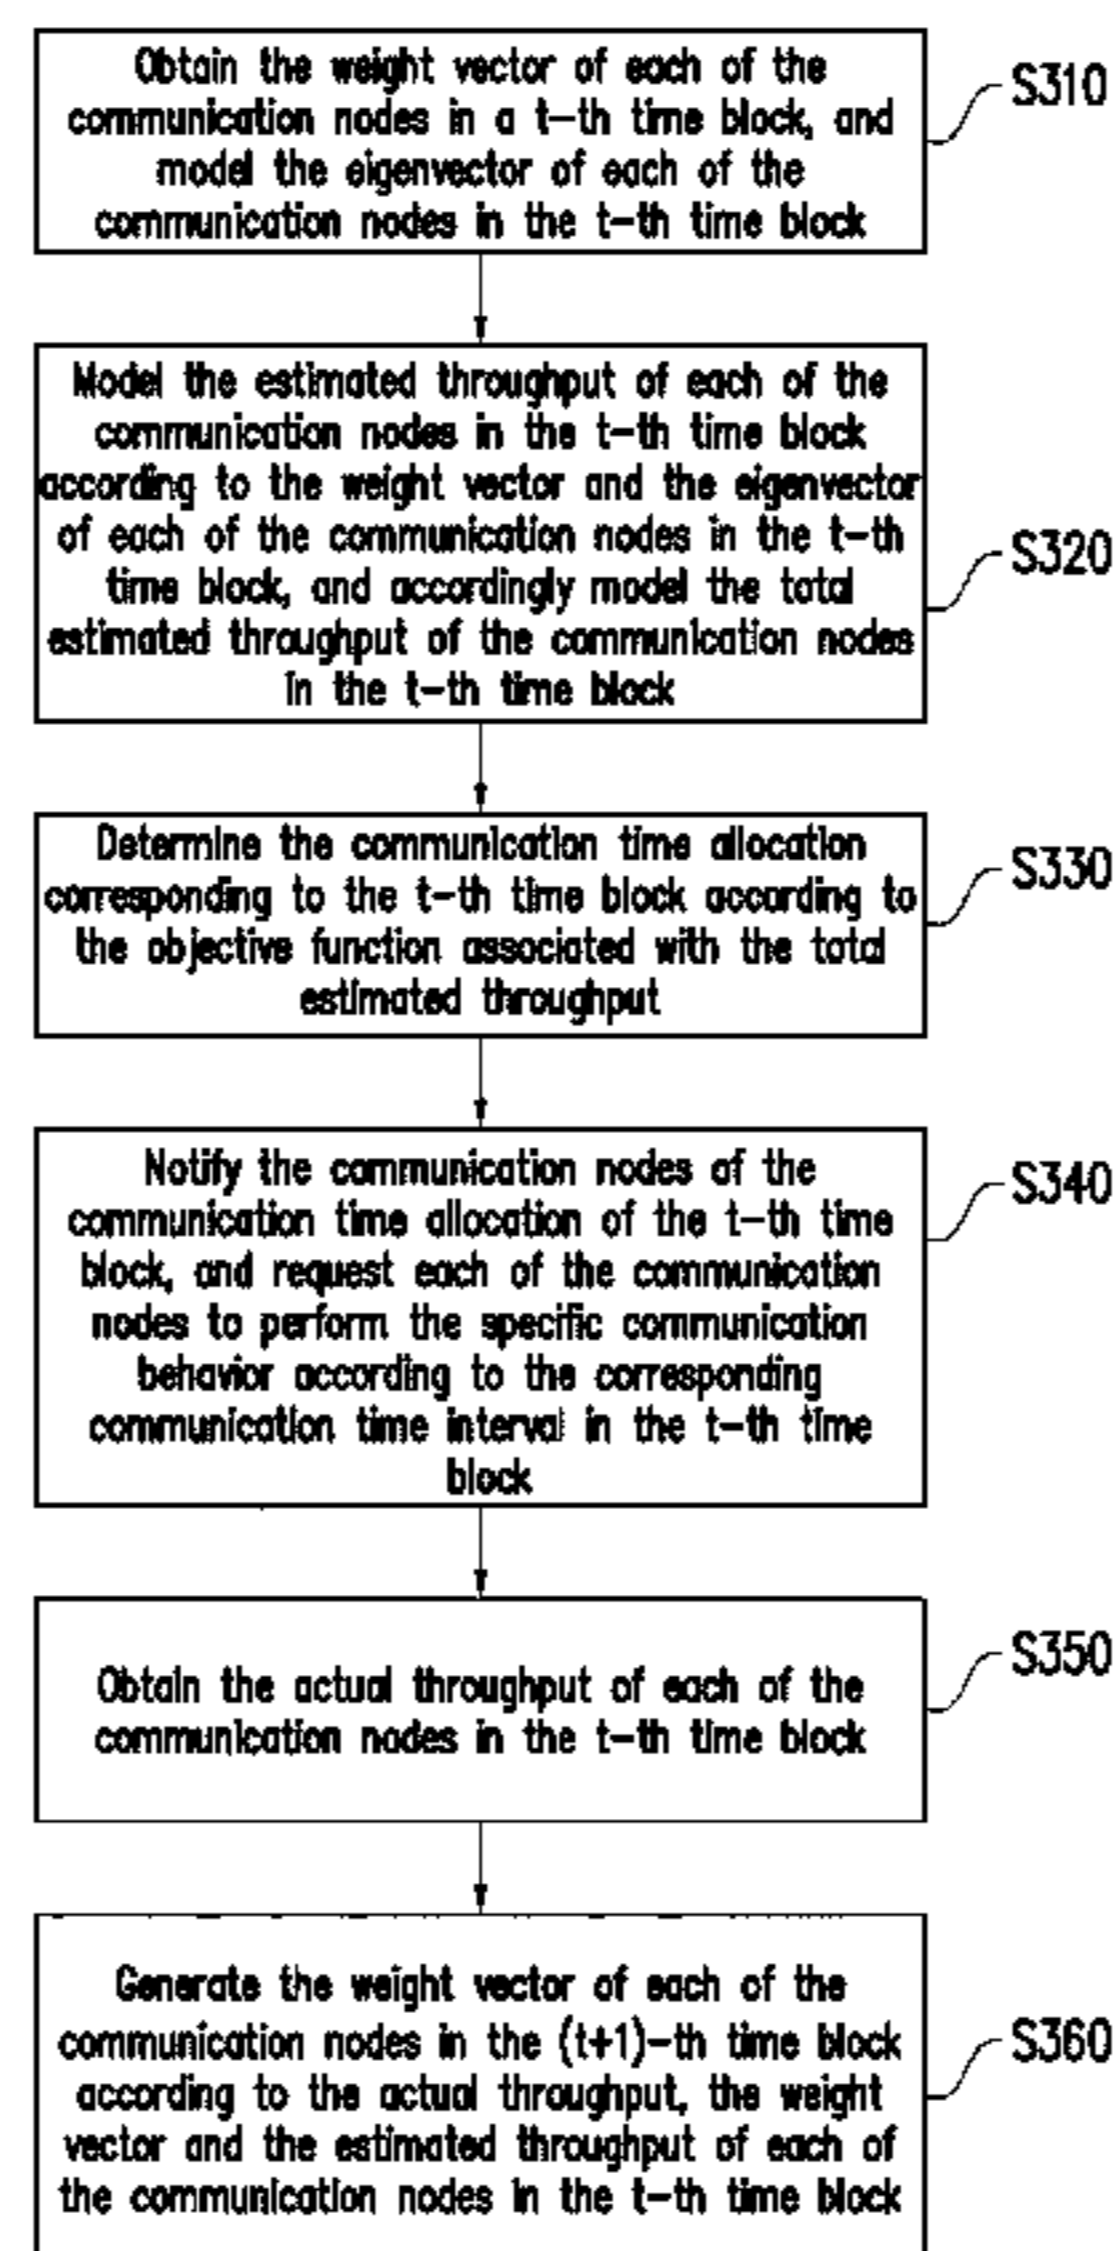 Obtain the weight vector of each of the
communication nodes in a t-th time block, and
model the eigenvector of each of the
communication nodes in the t-th time block
S310
Model the estimated throughput of each of the
communication nodes in the t-th time block
according to the weight vector and the eigenvector
of each of the communication nodes in the t-th
time block, and accordingly model the total
estimated throughput of the communication nodes
in the t-th time block
S320
Determine the communication time allocation
corresponding to the t-th time block according to
the objective function associated with the total
estimated throughput
S330
Notify the communication nodes of the
communication time allocation of the t-th time
block, and request each of the communication
nodes to perform the specific communication
behavior according to the corresponding
communication time interval in the t-th time
block
S340
Obtain the actual throughput of each of the
communication nodes in the t-th time block
S350
Generate the weight vector of each of the
communication nodes in the (t+1)-th time block
according to the actual throughput, the weight
vector and the estimated throughput of each of
the communication nodes in the t-th time block
S360